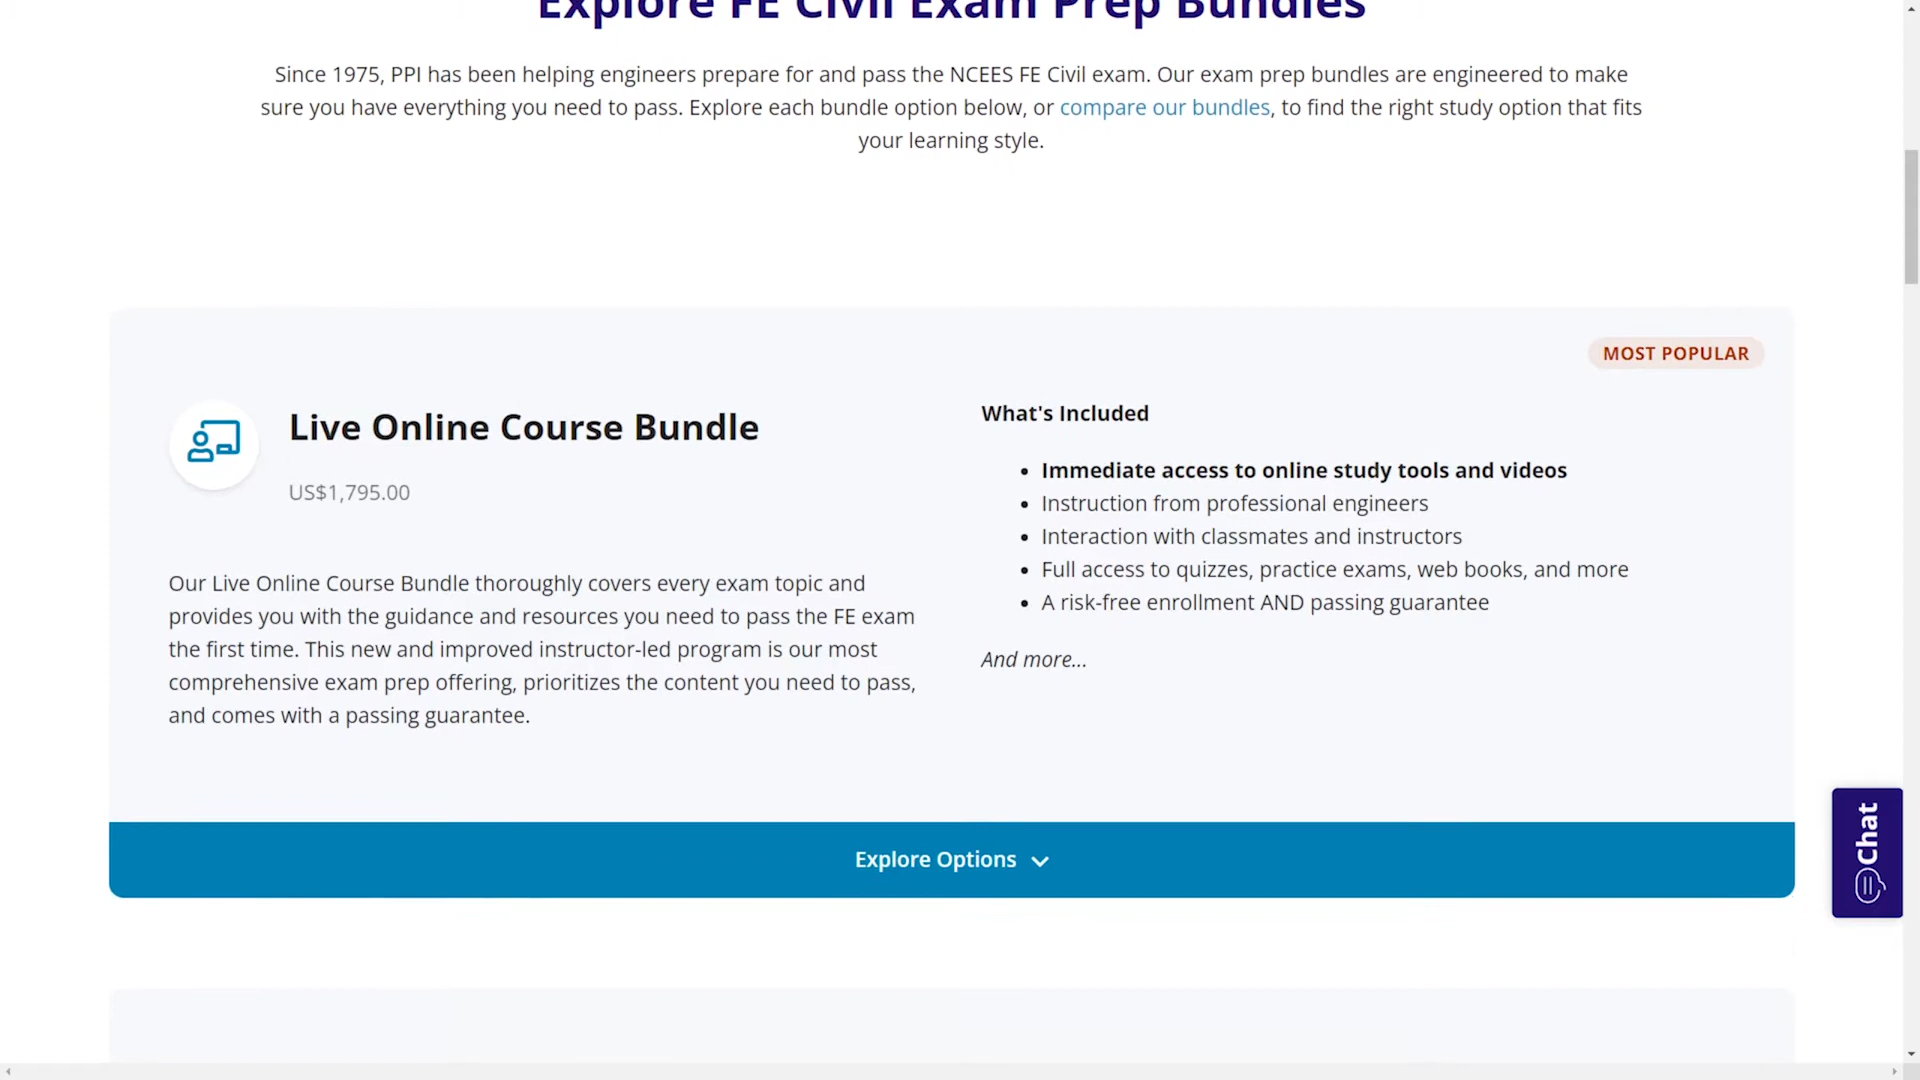 Explore FE Civil Exam Prep Bundles
Since 1975, PPI has been helping engineers prepare for and pass the NCEES FE Civil exam. Our exam prep bundles are engineered to make
sure you have everything you need to pass. Explore each bundle option below, or compare our bundles, to find the right study option that fits
your learning style.
MOST POPULAR
Live Online Course Bundle
US$1,795.00
Our Live Online Course Bundle thoroughly covers every exam topic and
provides you with the guidance and resources you need to pass the FE exam
the first time. This new and improved instructor-led program is our most
comprehensive exam prep offering, prioritizes the content you need to pass,
and comes with a passing guarantee.
What's Included
• Immediate access to online study tools and videos
• Instruction from professional engineers
• Interaction with classmates and instructors
• Full access to quizzes, practice exams, web books, and more
• A risk-free enrollment AND passing guarantee
And more...
Explore Options
Chat